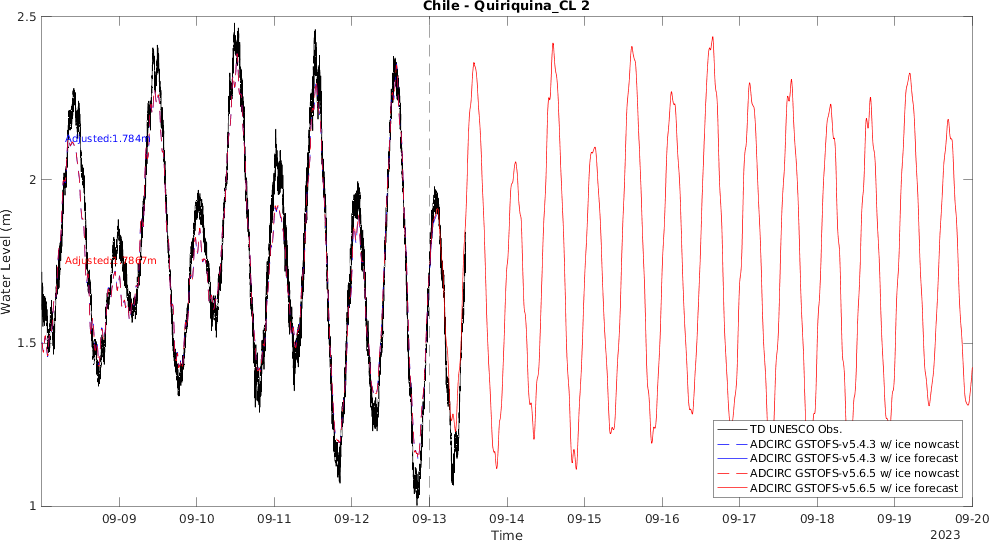 Chile - Quiriquina_CL 2
2.5
2
1.5
1
Water Level (m)
Adjusted:1.784m
Adjusted:1.7867m
TD UNESCO Obs.
ADCIRC GSTOFS-v5.4.3 w/ ice nowcast
ADCIRC GSTOFS-v5.4.3 w/ ice forecast
ADCIRC GSTOFS-v5.6.5 w/ ice nowcast
ADCIRC GSTOFS-v5.6.5 w/ ice forecast
09-09 09-10 09-11 09-12 09-13 09-14 09-15 09-16 09-17 09-18 09-19 09-20
Time
2023